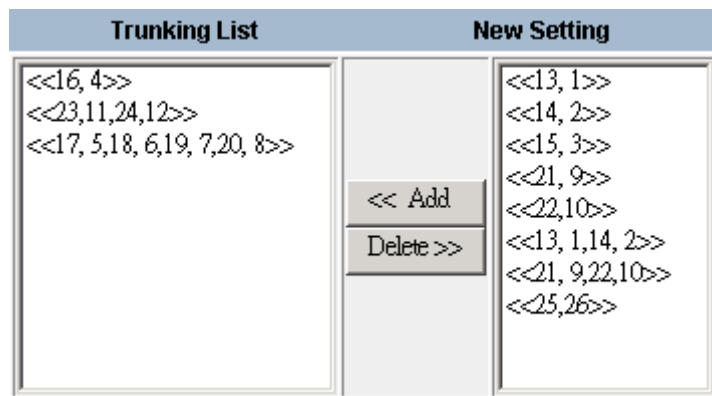 Trunking List
New Setting
<<16, 4>>
<<23,11,24,12>>
<<17, 5,18, 6,19, 7,20, 8>>
<< Add
Delete >>
<<13, 1>>
<<14, 2>>
<<15, 3>>
<<21, 9>>
<<22,10>>
<<13, 1,14, 2>>
<<21, 9,22,10>>
<<25,26>>